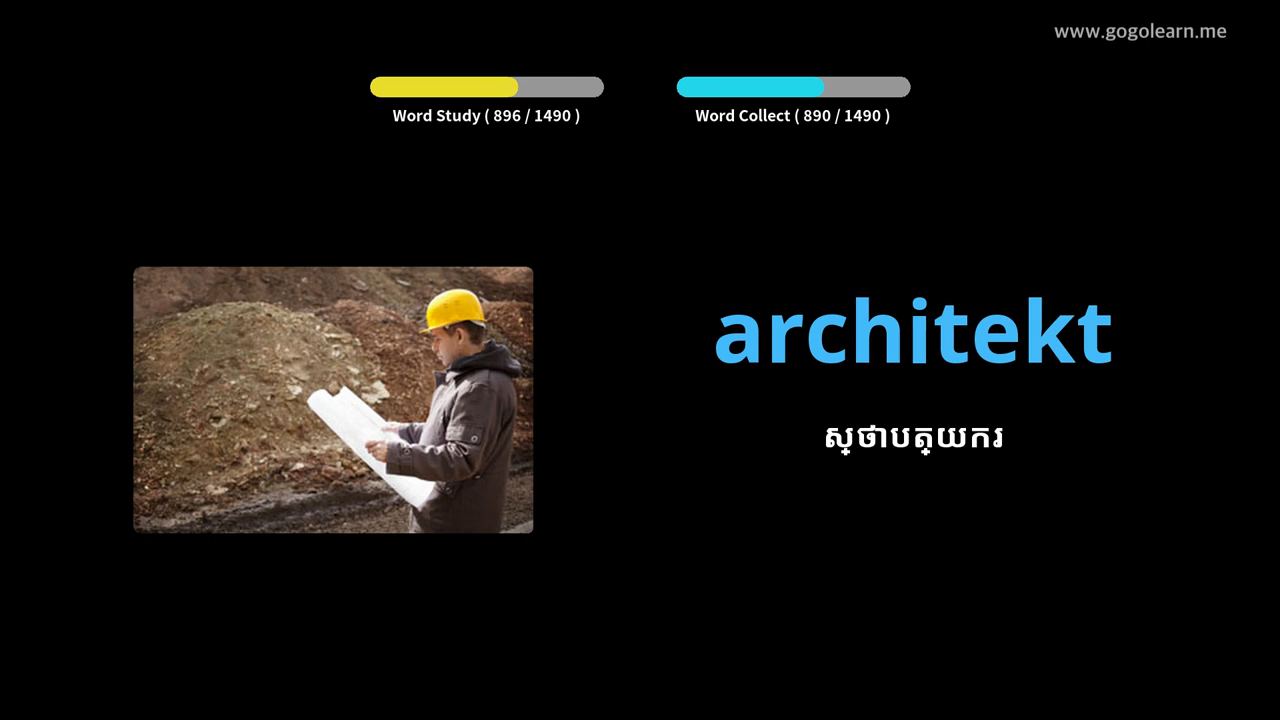 www.gogolearn.me
Word Study ( 896 / 1490 )
Word Collect ( 890 / 1490 )
architekt
ស្ថាបត្យករ